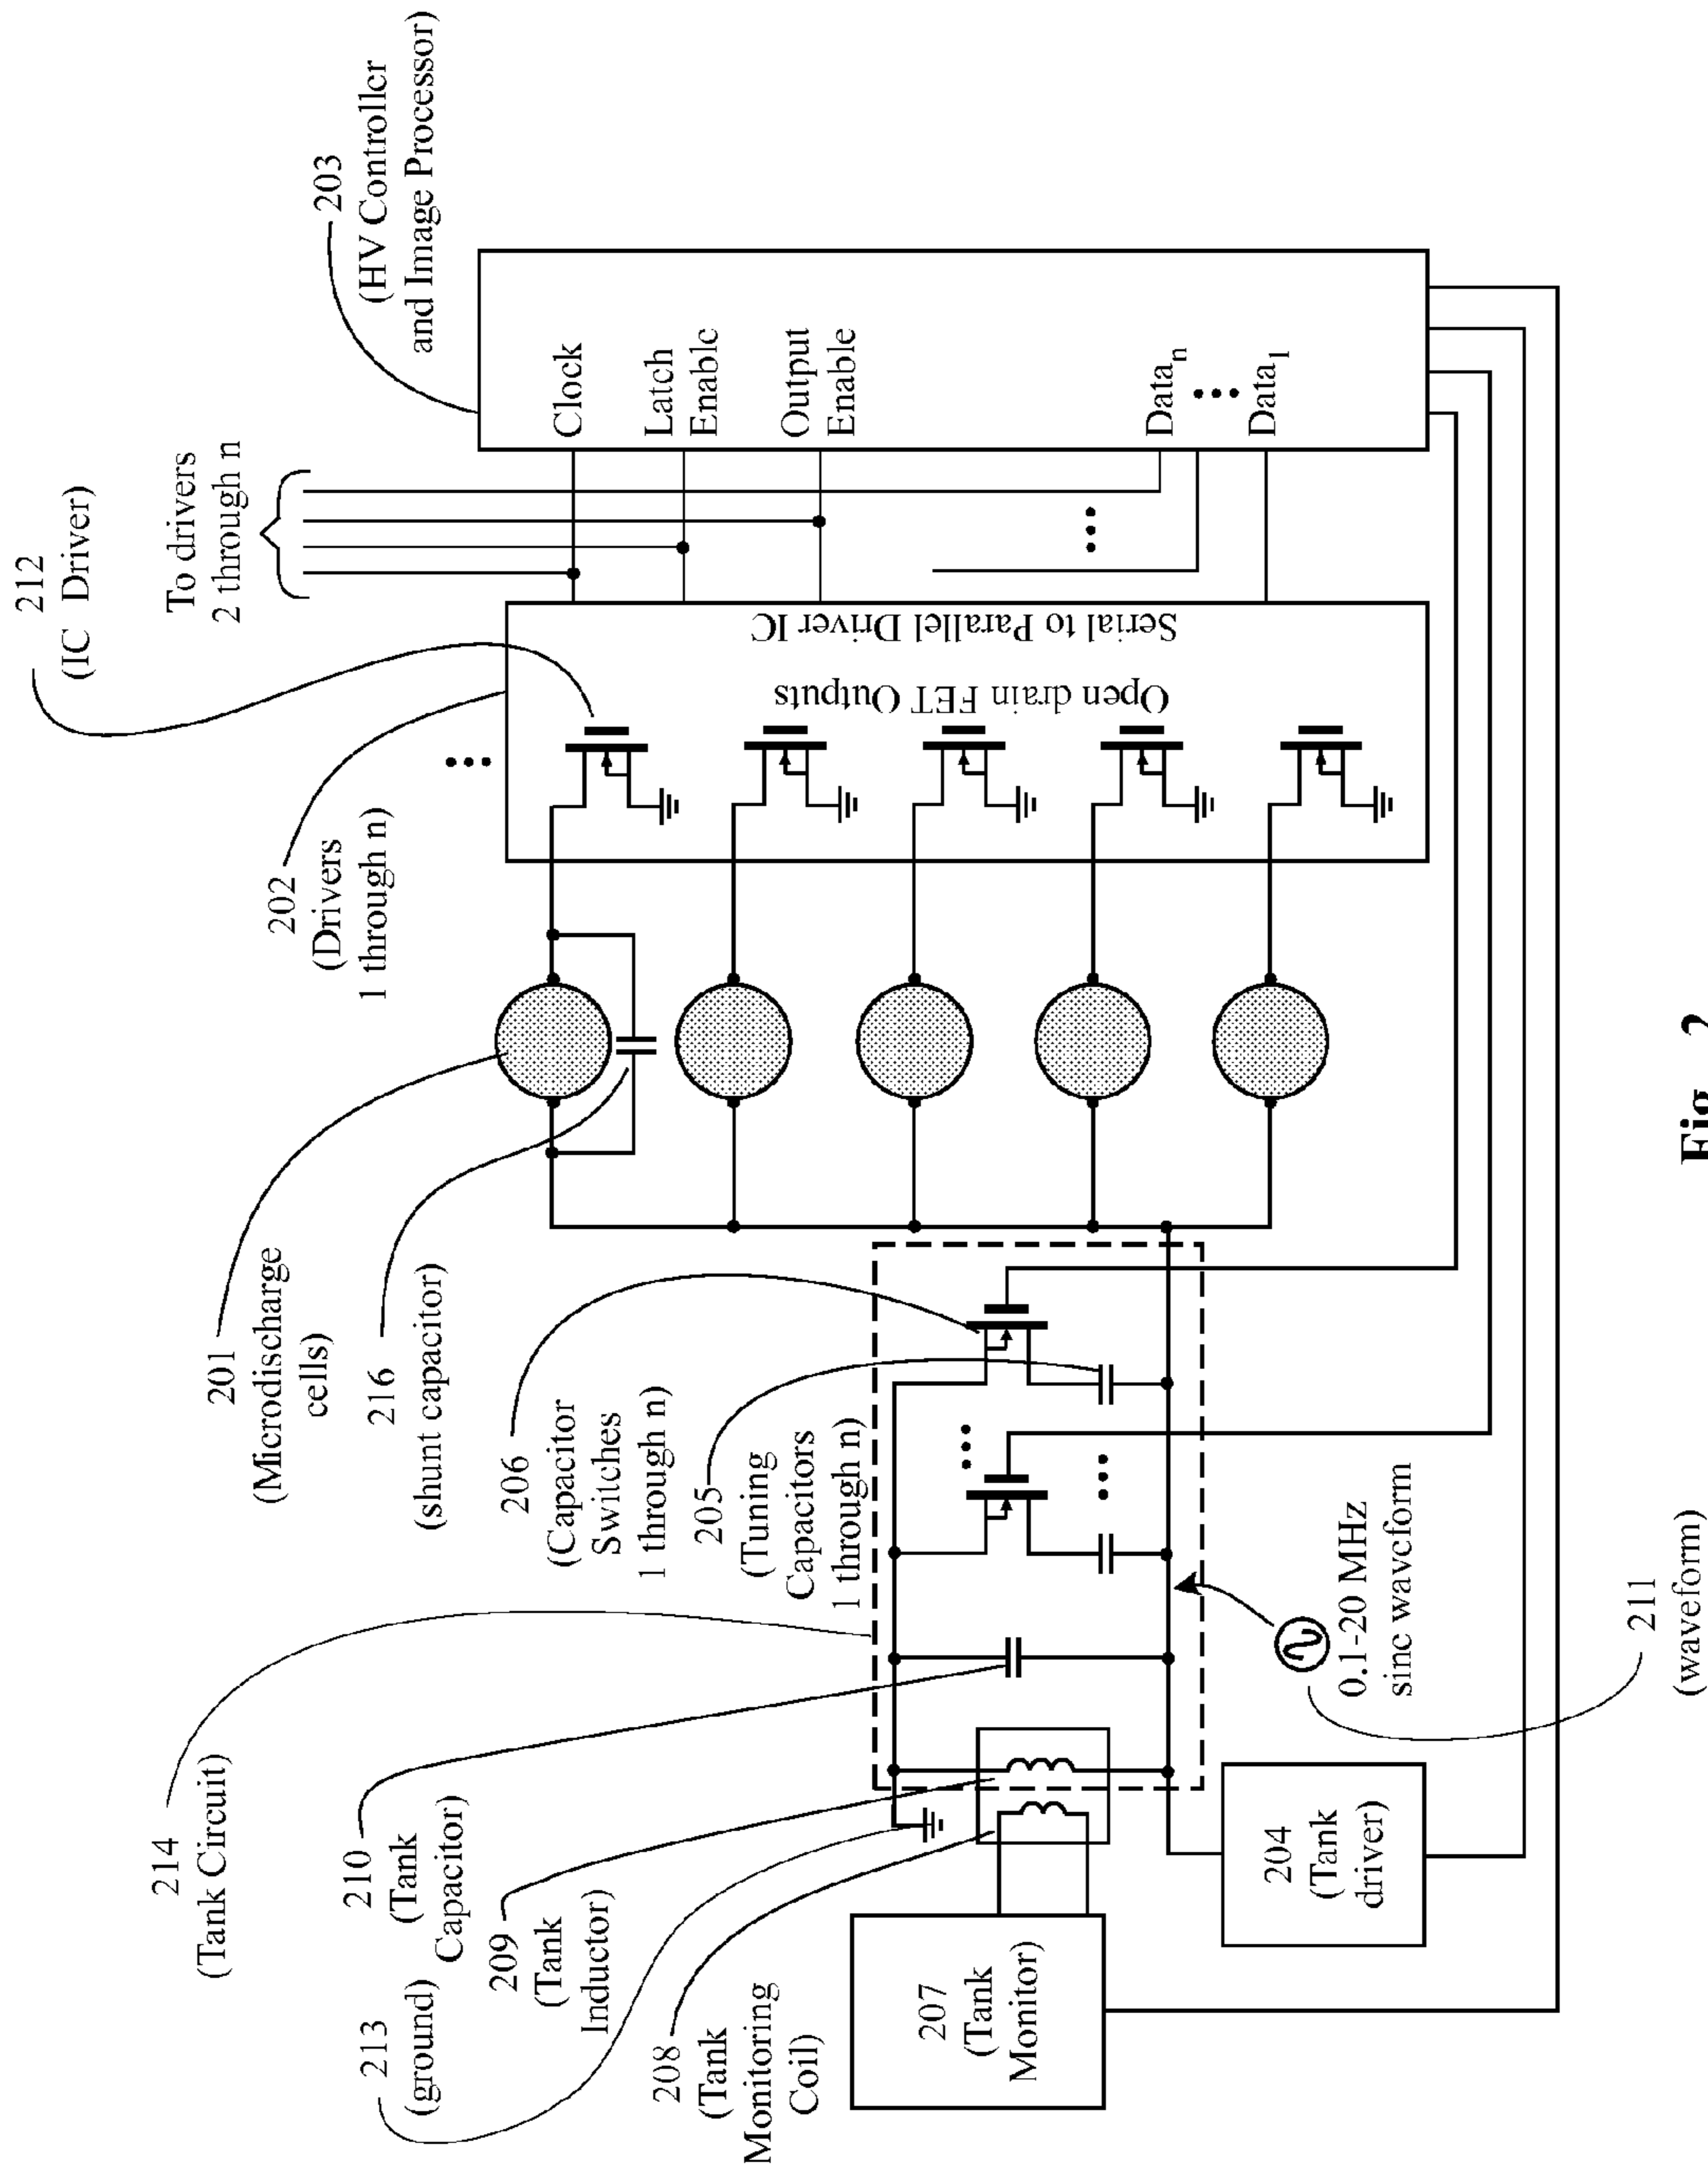 212
(IC Driver)
To drivers
2 through n
203
(HV Controller
and Image Processor)
202
(Drivers
1 through n)
Clock
Latch
Enable
Output
Enable
Data n
Data 1
Serial to Parallel Driver IC
Open drain FET Outputs
201
(Microdischarge
cells)
216
(shunt capacitor)
206
(Capacitor
Switches
1 through n)
205
(Tuning
Capacitors
1 through n)
214
(Tank Circuit)
210
(Tank
Capacitor)
209
(Tank
Inductor)
213
(ground)
208
(Tank
Monitoring
Coil)
207
(Tank
Monitor)
204
(Tank
driver)
0.1-20 MHz
sine waveform
211
(waveform)
Fig. 2